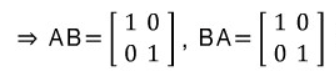 ⇒ AB = [1 0
0 1], BA = [1 0
0 1]